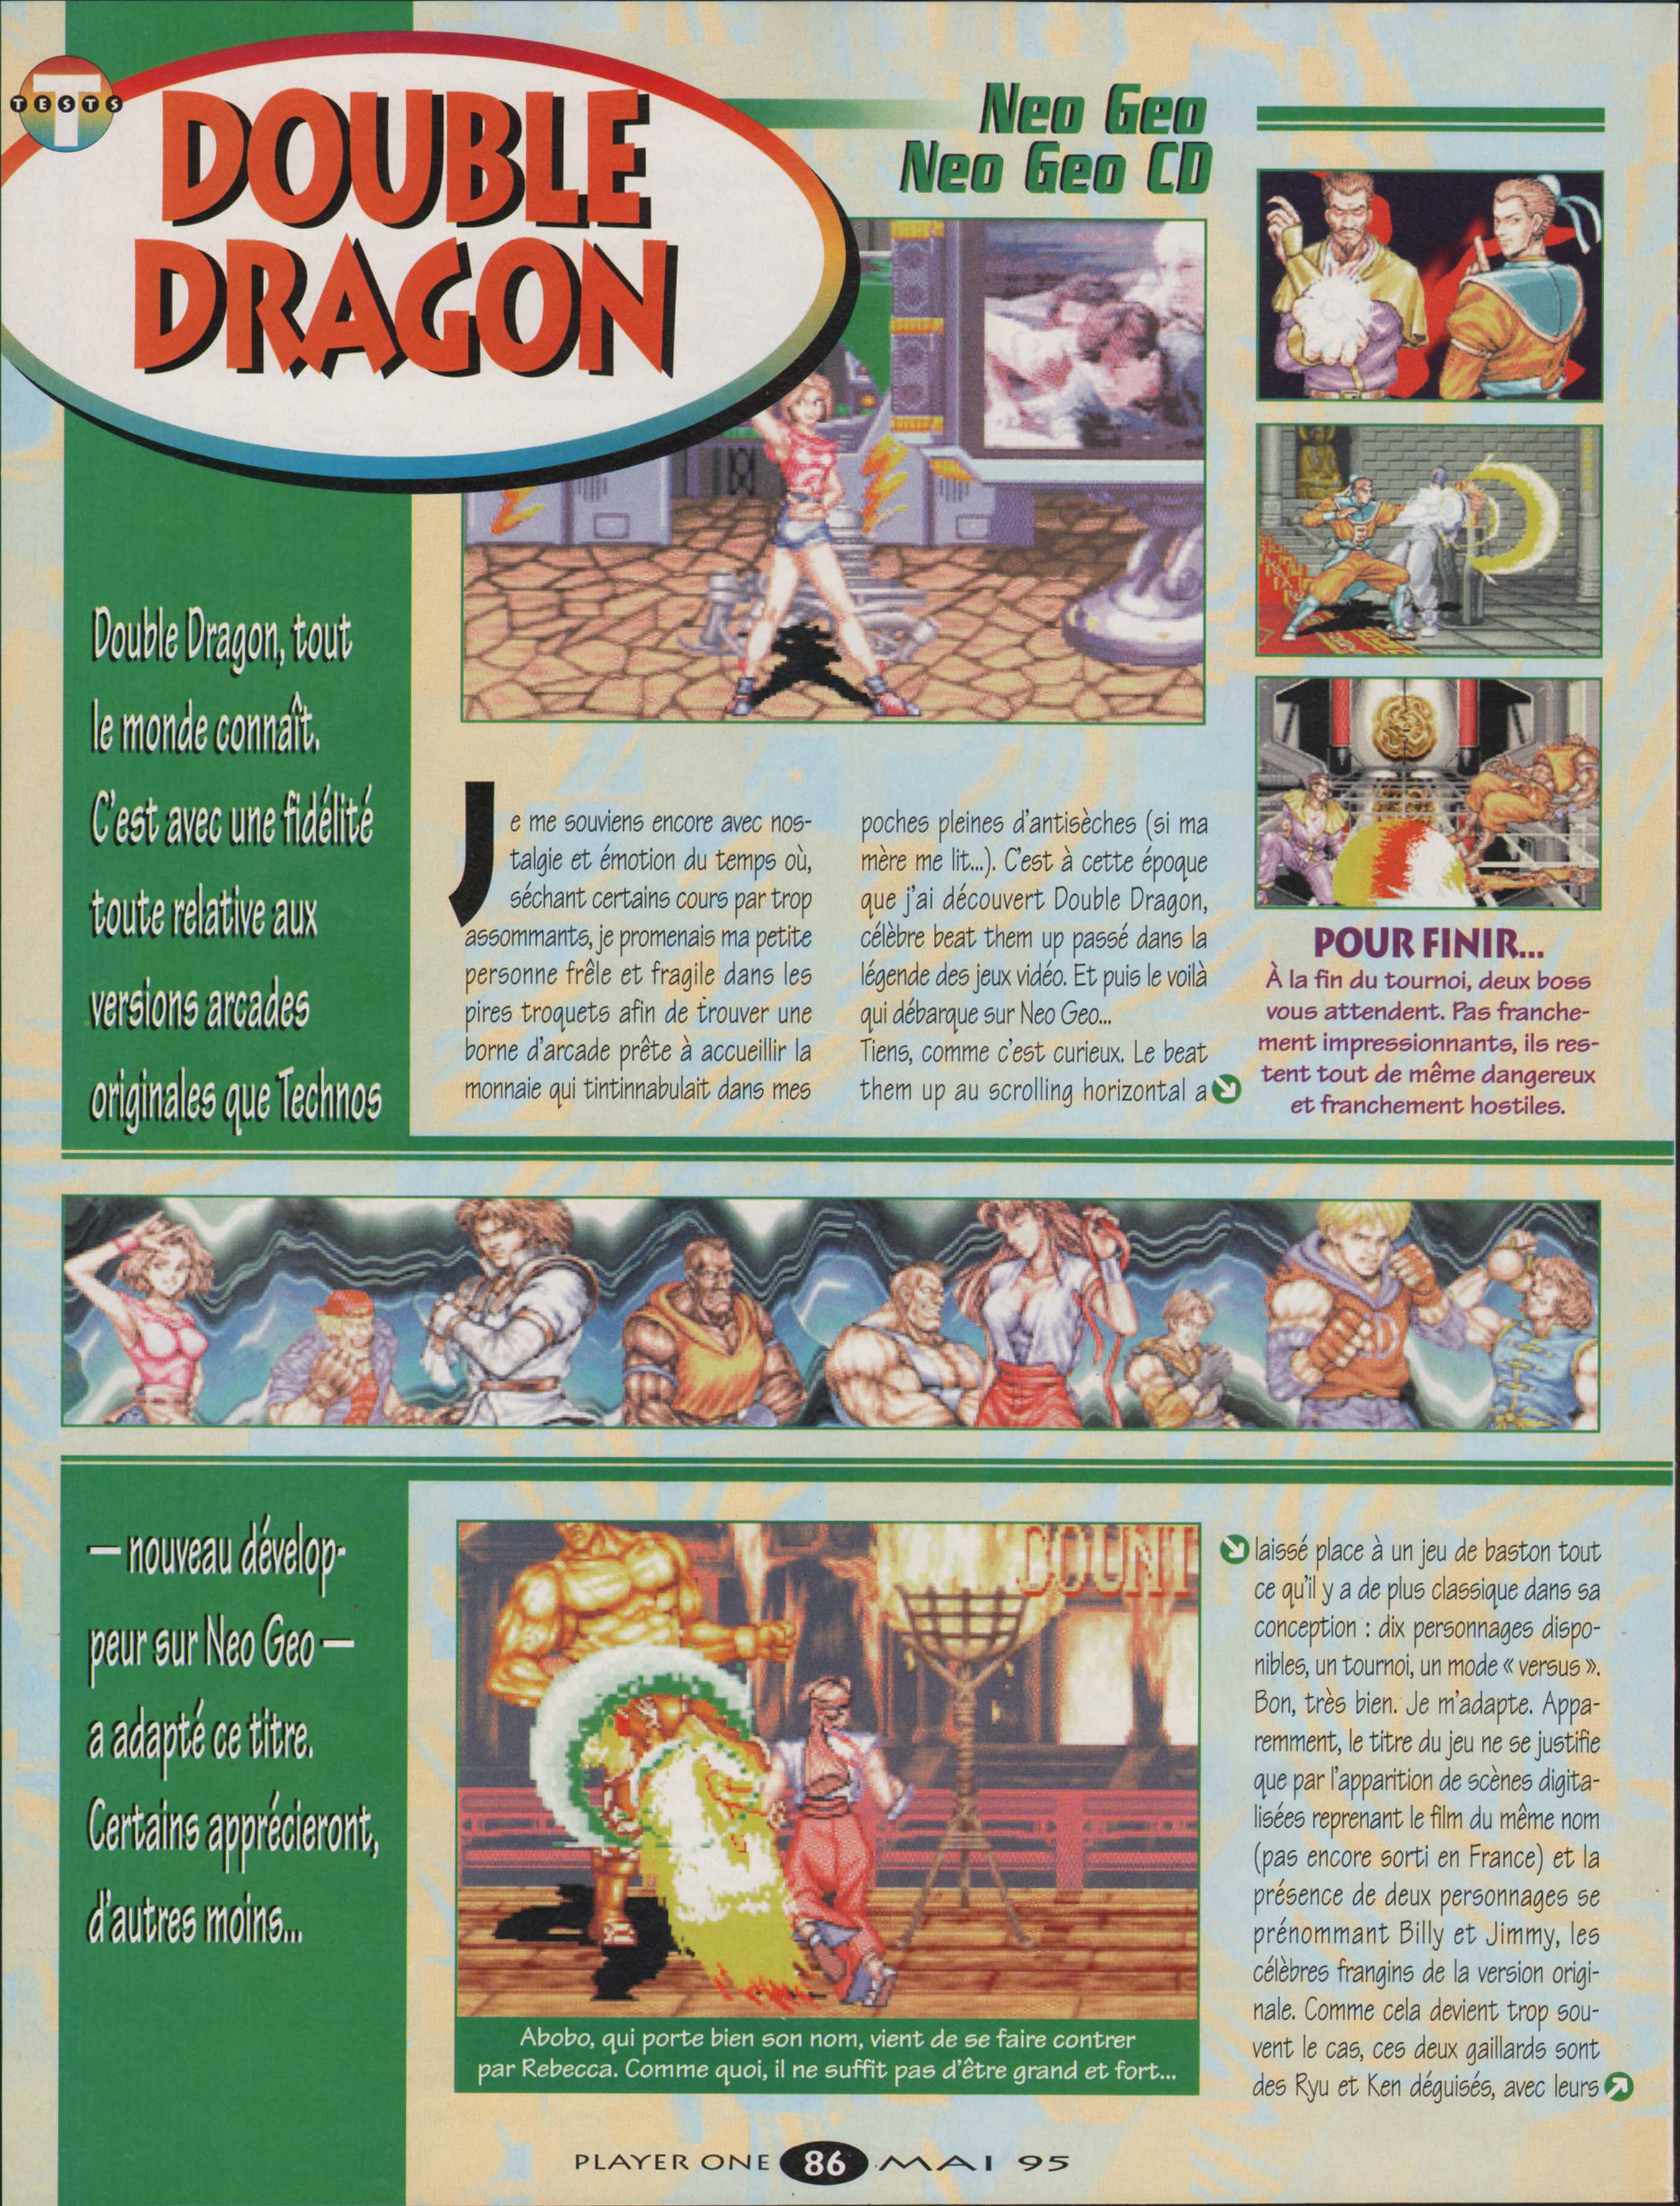 TESTS
DOUBLE
DRAGON
Neo Geo
Neo Geo CD
Double Dragon, tout
le monde connaît.
C'est avec une fidélité
toute relative aux
versions arcades
originales que Technos
Je me souviens encore avec nos-
talgie et émotion du temps où,
séchant certains cours par trop
assommants, je promenais ma petite
personne frêle et fragile dans les
pires troquets afin de trouver une
borne d'arcade prête à accueillir la
monnaie qui tintinnabulait dans mes
poches pleines d'antisèches (si ma
mère me lit...). C'est à cette époque
que j'ai découvert Double Dragon,
célèbre beat them up passé dans la
légende des jeux vidéo. Et puis le voilà
qui débarque sur Neo Geo...
Tiens, comme c'est curieux. Le beat
them up au scrolling horizontal a
POUR FINIR...
À la fin du tournoi, deux boss
vous attendent. Pas franche-
ment impressionnants, ils res-
tent tout de même dangereux
et franchement hostiles.
— nouveau dévelop-
peur sur Neo Geo —
a adapté ce titre.
Certains apprécieront,
d'autres moins...
COUNT
Abobo, qui porte bien son nom, vient de se faire contrer
par Rebecca. Comme quoi, il ne suffit pas d'être grand et fort...
laissé place à un jeu de baston tout
ce qu'il y a de plus classique dans sa
conception : dix personnages dispo-
nibles, un tournoi, un mode « versus ».
Bon, très bien. Je m'adapte. Appa-
remment, le titre du jeu ne se justifie
que par l'apparition de scènes digita-
lisées reprenant le film du même nom
(pas encore sorti en France) et la
présence de deux personnages se
prénommant Billy et Jimmy, les
célèbres frangins de la version origi-
nale. Comme cela devient trop sou-
vent le cas, ces deux gaillards sont
des Ryu et Ken déguisés, avec leurs
PLAYER ONE 86 MAI 95